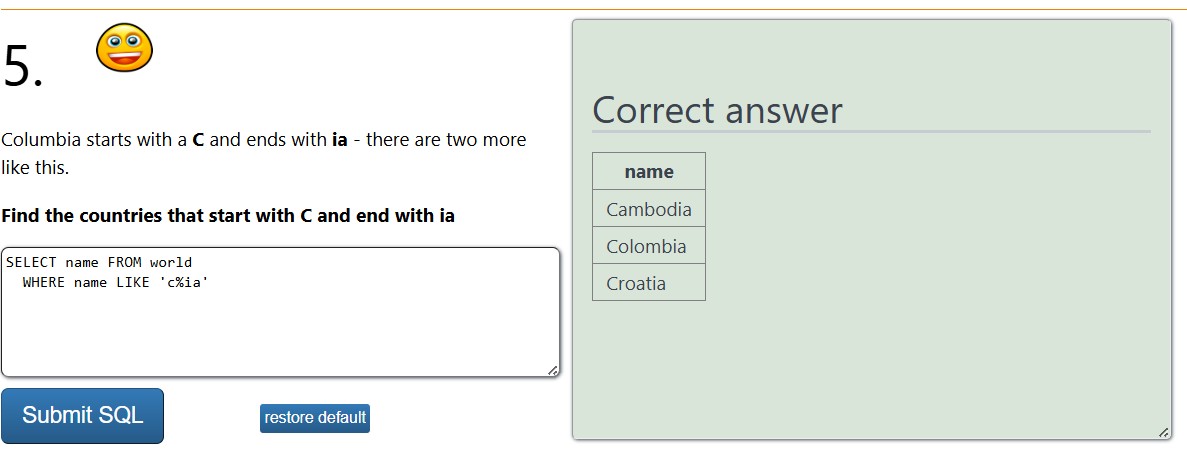 5.
Columbia starts with a C and ends with ia - there are two more
like this.
Find the countries that start with C and end with ia
SELECT name FROM world
WHERE name LIKE 'c%ia'
Submit SQL
restore default
Correct answer
name
Cambodia
Colombia
Croatia